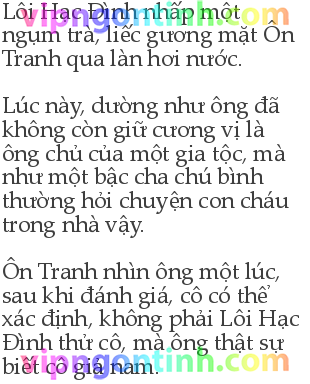 Lôi Hạc Đình nhấp một
ngụm trà, liếc gương mặt Ôn
Tranh qua làn hơi nước.
Lúc này, dường như ông đã
không còn giữ cương vị là
ông chủ của một gia tộc, mà
như một bậc cha chú bình
thường hỏi chuyện con cháu
trong nhà vậy.
Ôn Tranh nhìn ông một lúc,
sau khi đánh giá, cô có thể
xác định, không phải Lôi Hạc
Đình thử cô, mà ông thật sự
biết cô giả nam.
vipngontinh.com
vipngontinh.com